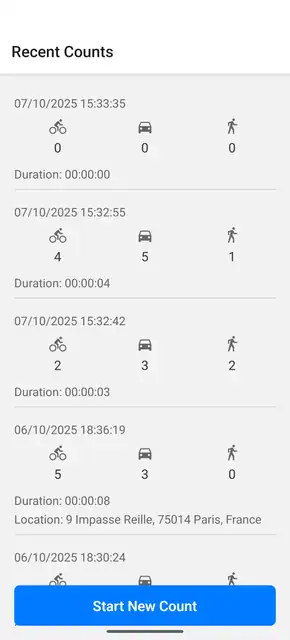 Recent Counts
07/10/2025 15:33:35
0 0 0
Duration: 00:00:00
07/10/2025 15:32:55
4 5 1
Duration: 00:00:04
07/10/2025 15:32:42
2 3 2
Duration: 00:00:03
06/10/2025 18:36:19
5 3 0
Duration: 00:00:08
Location: 9 Impasse Reille, 75014 Paris, France
06/10/2025 18:30:24
Start New Count